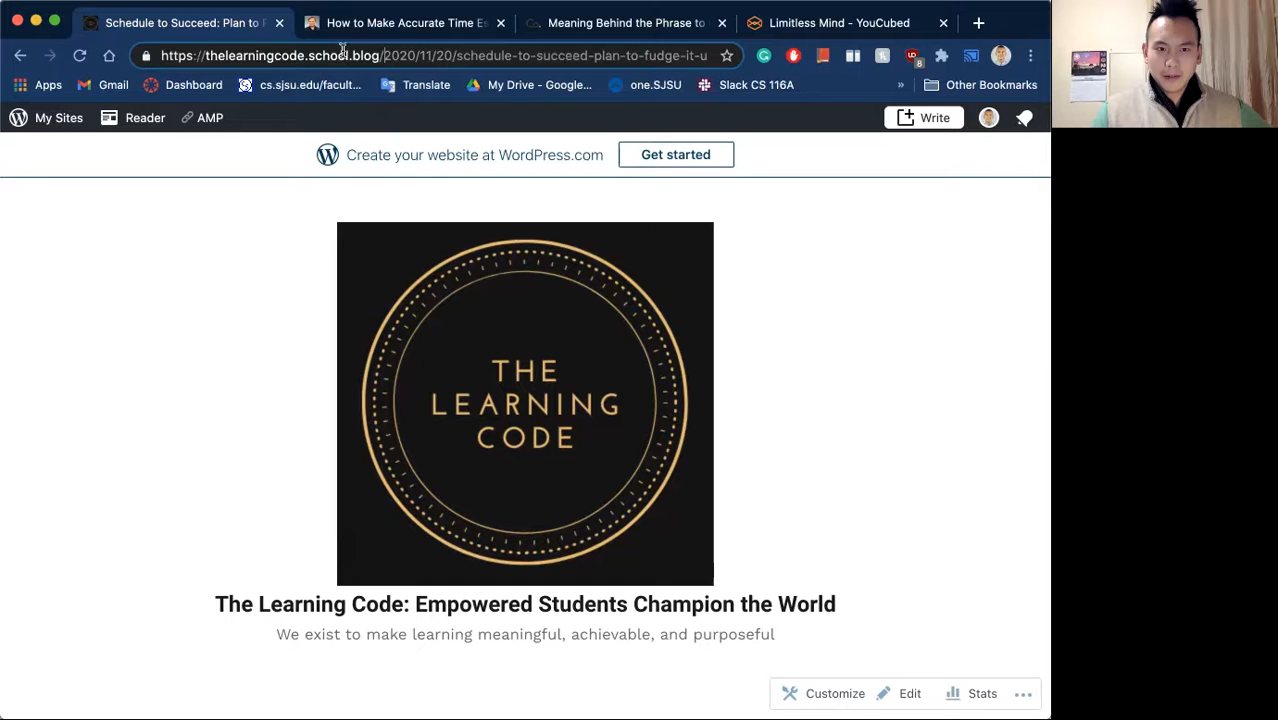 Schedule to Succeed: Plan to F
How to Make Accurate Time Es
Meaning Behind the Phrase to
Limitless Mind - YouCubed
https://thelearningcode.school.blog/2020/11/20/schedule-to-succeed-plan-to-fudge-it-u
8
Apps
Gmail
Dashboard
cs.sjsu.edu/facult...
Translate
My Drive - Google...
one.SJSU
Slack CS 116A
»
Other Bookmarks
My Sites
Reader
AMP
Write
Create your website at WordPress.com
Get started
THE
LEARNING
CODE
The Learning Code: Empowered Students Champion the World
We exist to make learning meaningful, achievable, and purposeful
Customize
Edit
Stats